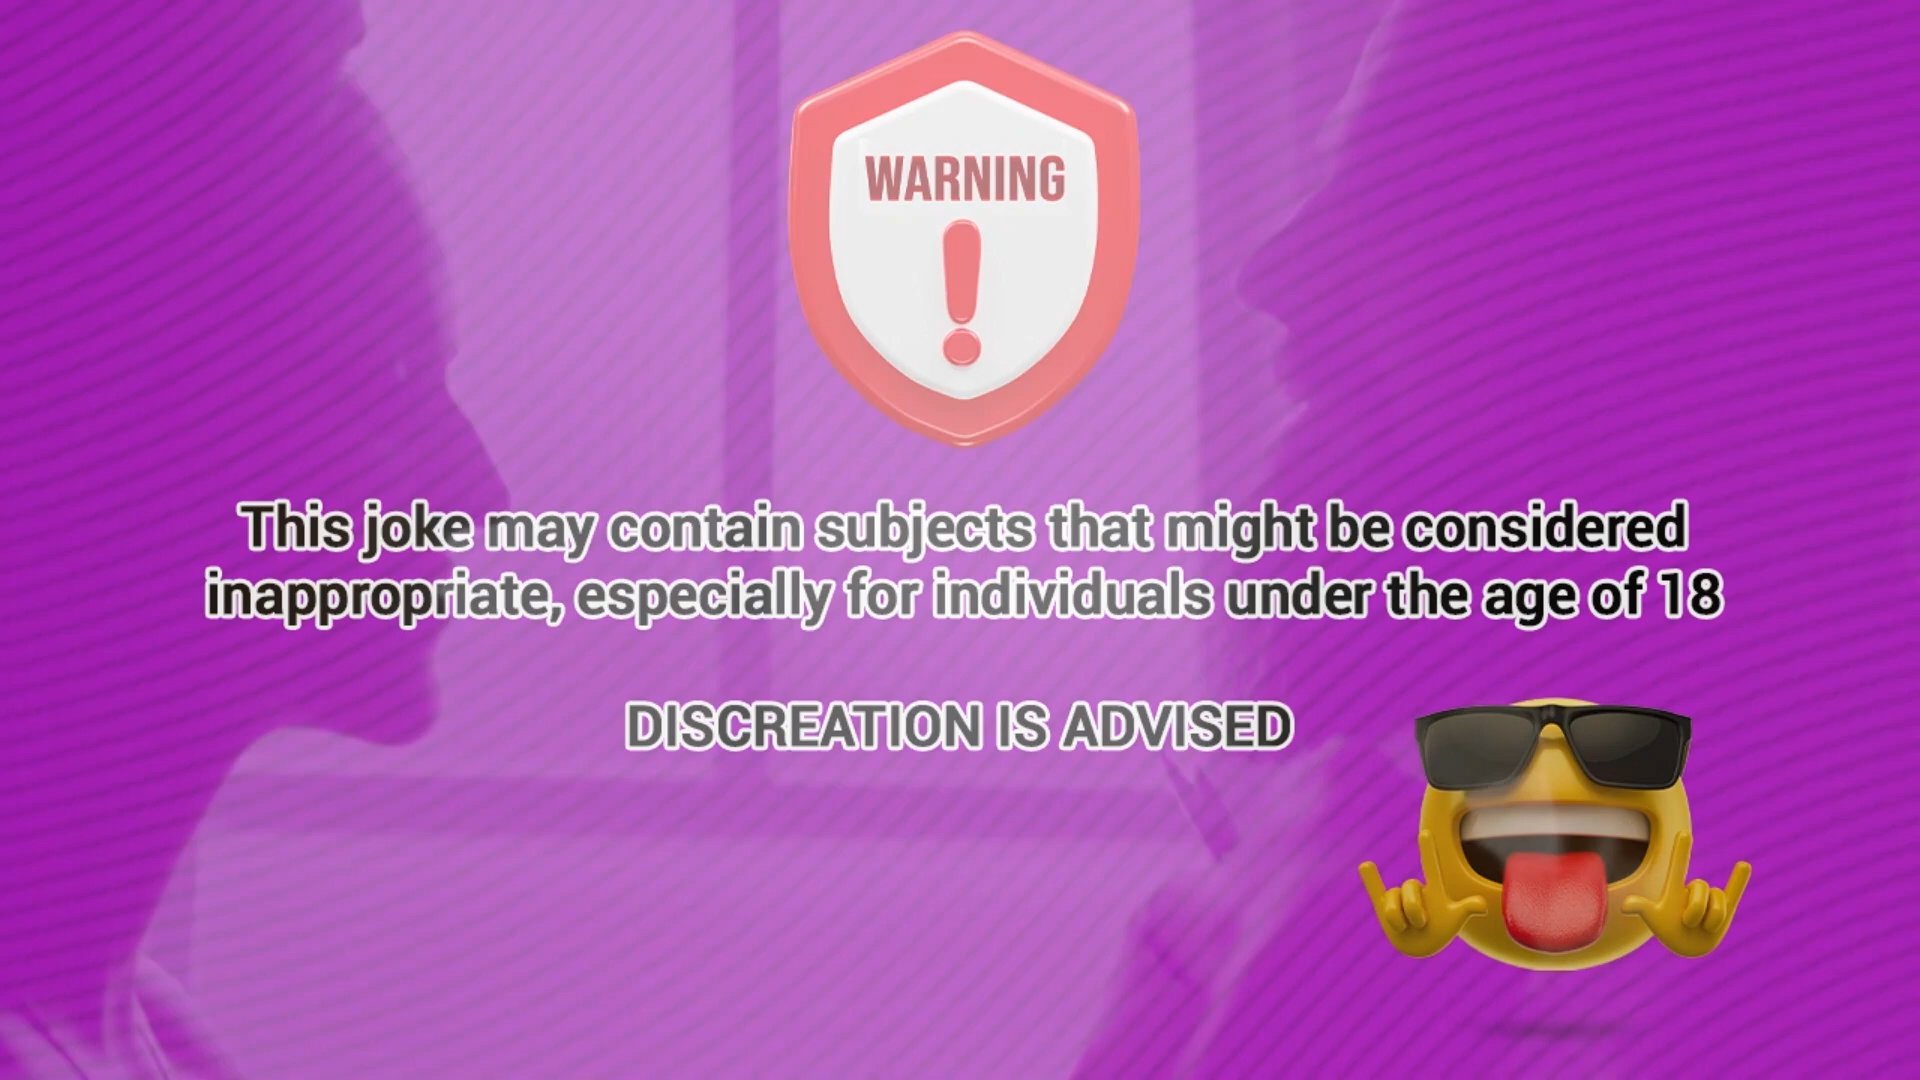 WARNING
This joke may contain subjects that might be considered
inappropriate, especially for individuals under the age of 18
DISCREATION IS ADVISED